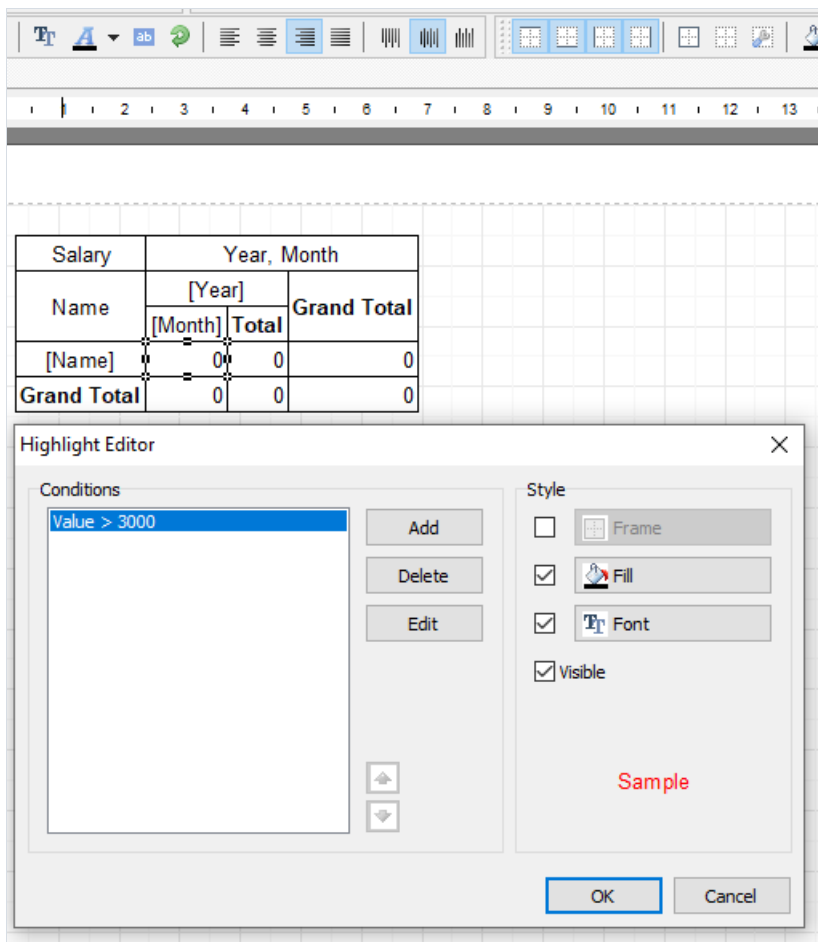 ab
1 2 3 4 5 6 7 8 9 10 11 12 13
Salary Year, Month
Name [Year] Grand Total
[Month] Total
[Name] 0 0 0
Grand Total 0 0 0
Highlight Editor
Conditions Style
Value > 3000
Add Frame
Delete Fill
Edit Tr Font
Visible
Sample
OK Cancel